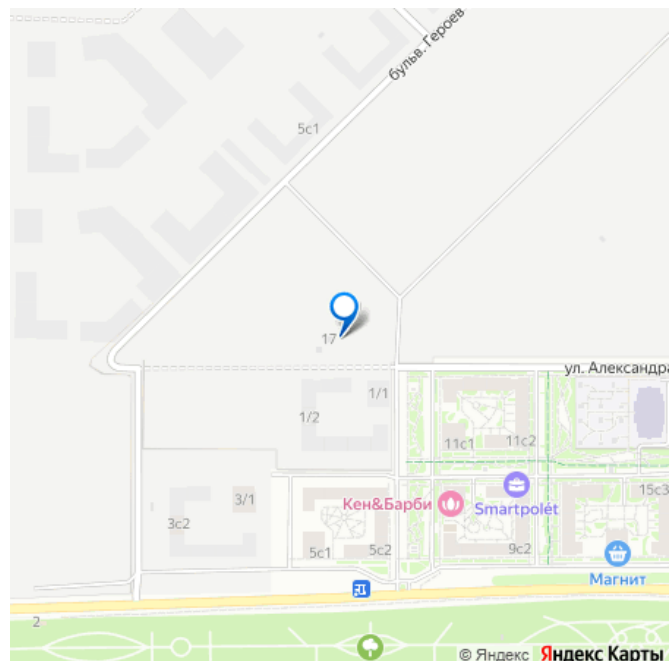 бульв. Героев
5с1
17
ул. Александра
1/1
1/2
11с1
11с2
15с3
3/1
Кен&Барби
Smartpolët
3с2
5с1
5с2
9с2
Магнит
2
© Яндекс Яндекс Карты